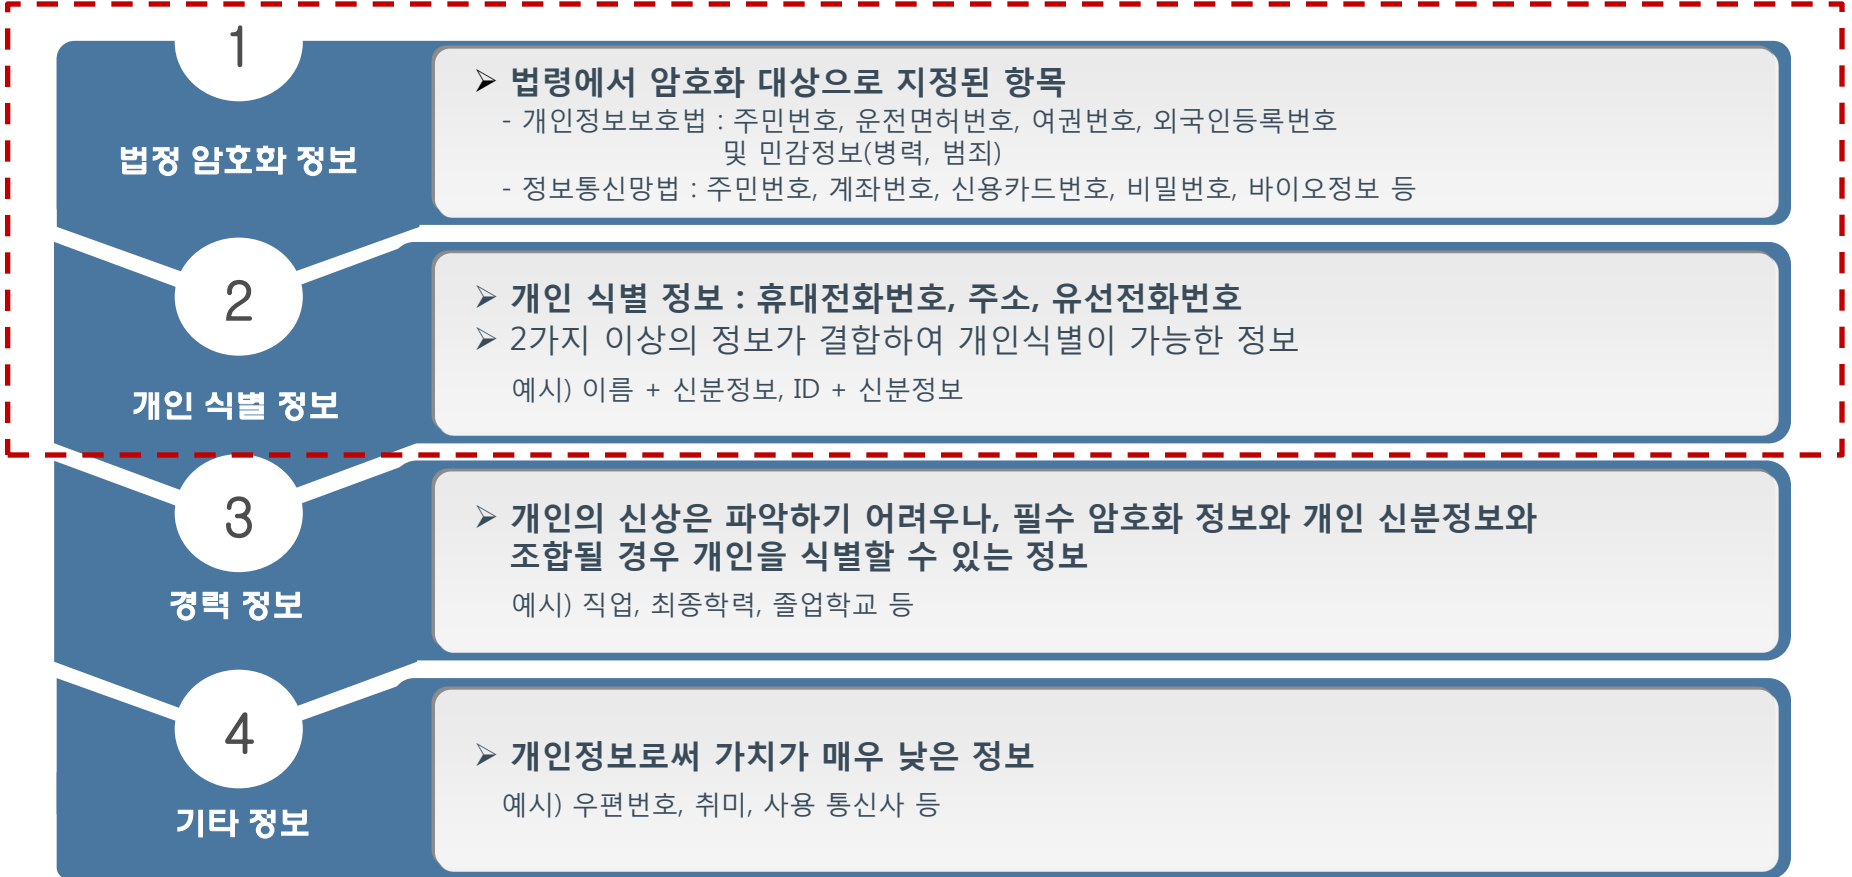 1
법정 암호화 정보
➢ 법령에서 암호화 대상으로 지정된 항목
- 개인정보보호법 : 주민번호, 운전면허번호, 여권번호, 외국인등록번호
및 민감정보(병력, 범죄)
- 정보통신망법 : 주민번호, 계좌번호, 신용카드번호, 비밀번호, 바이오정보 등
2
개인 식별 정보
➢ 개인 식별 정보 : 휴대전화번호, 주소, 유선전화번호
➢ 2가지 이상의 정보가 결합하여 개인식별이 가능한 정보
예시) 이름 + 신분정보, ID + 신분정보
3
경력 정보
➢ 개인의 신상은 파악하기 어려우나, 필수 암호화 정보와 개인 신분정보와
조합될 경우 개인을 식별할 수 있는 정보
예시) 직업, 최종학력, 졸업학교 등
4
기타 정보
➢ 개인정보로써 가치가 매우 낮은 정보
예시) 우편번호, 취미, 사용 통신사 등